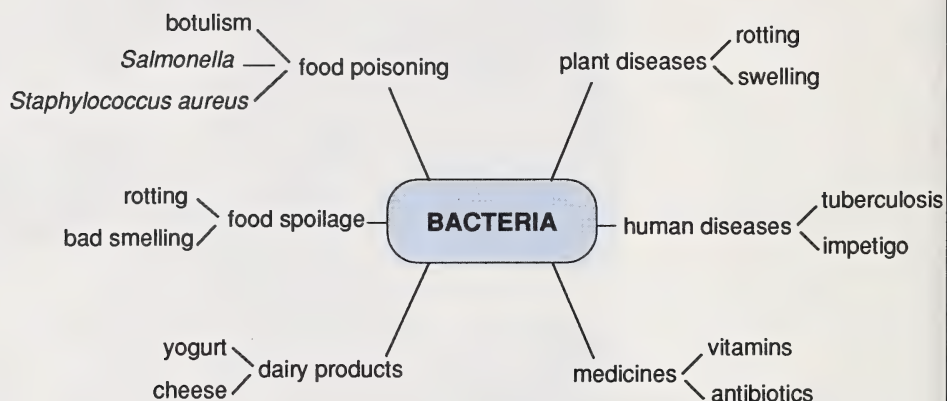 botulism
Salmonella
Staphylococcus aureus
food poisoning
plant diseases
rotting
swelling
rotting
bad smelling
food spoilage
BACTERIA
human diseases
tuberculosis
impetigo
yogurt
cheese
dairy products
medicines
vitamins
antibiotics